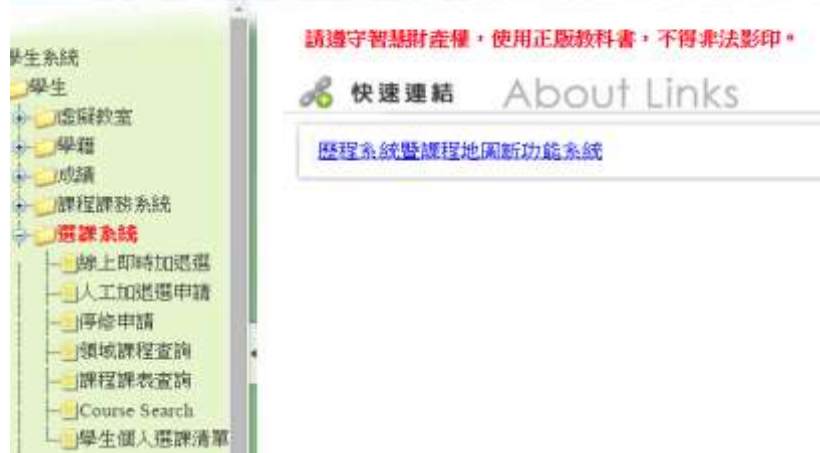 學生系統
學生
虛擬教室
學籍
成績
課程課務系統
選課系統
線上即時加退選
人工加退選申請
停修申請
領域課程查詢
課程課表查詢
Course Search
學生個人選課清單
請遵守智慧財產權，使用正版教科書，不得非法影印。
快速連結 About Links
歷程系統暨課程地圖新功能系統